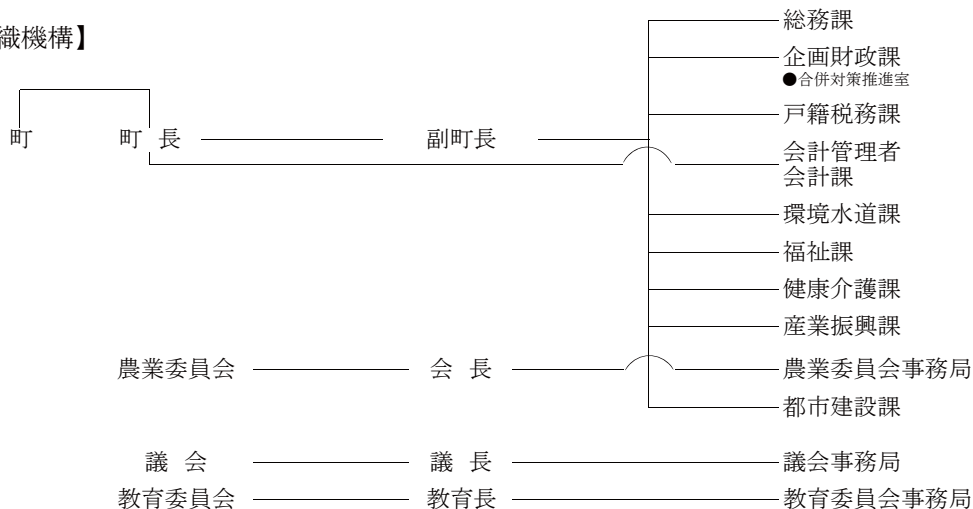 織機構】
総務課
企画財政課
●合併対策推進室
戸籍税務課
町 町 長 副町長
会計管理者
会計課
環境水道課
福祉課
健康介護課
産業振興課
農業委員会 会 長 農業委員会事務局
都市建設課
議 会 議 長 議会事務局
教育委員会 教育長 教育委員会事務局